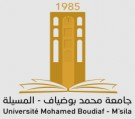 1985
جامعة محمد بوضياف - المسيلة
Université Mohamed Boudiaf - M'sila